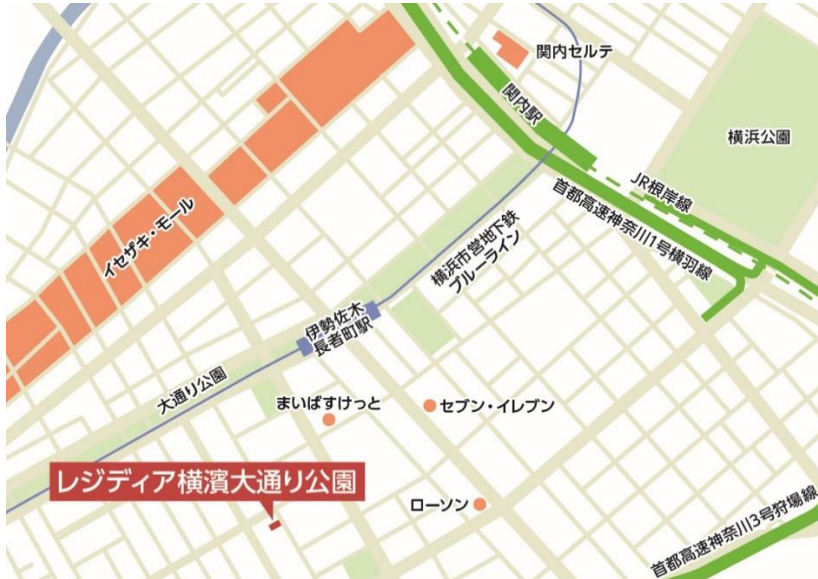 関内セルテ
関内駅
横浜公園
JR根岸線
首都高速神奈川1号横羽線
イセザキ・モール
横浜市営地下鉄
ブルーライン
伊勢佐木
長者町駅
大通り公園
まいばすけっと
セブン・イレブン
レジディア横濱大通り公園
ローソン
首都高速神奈川3号狩場線